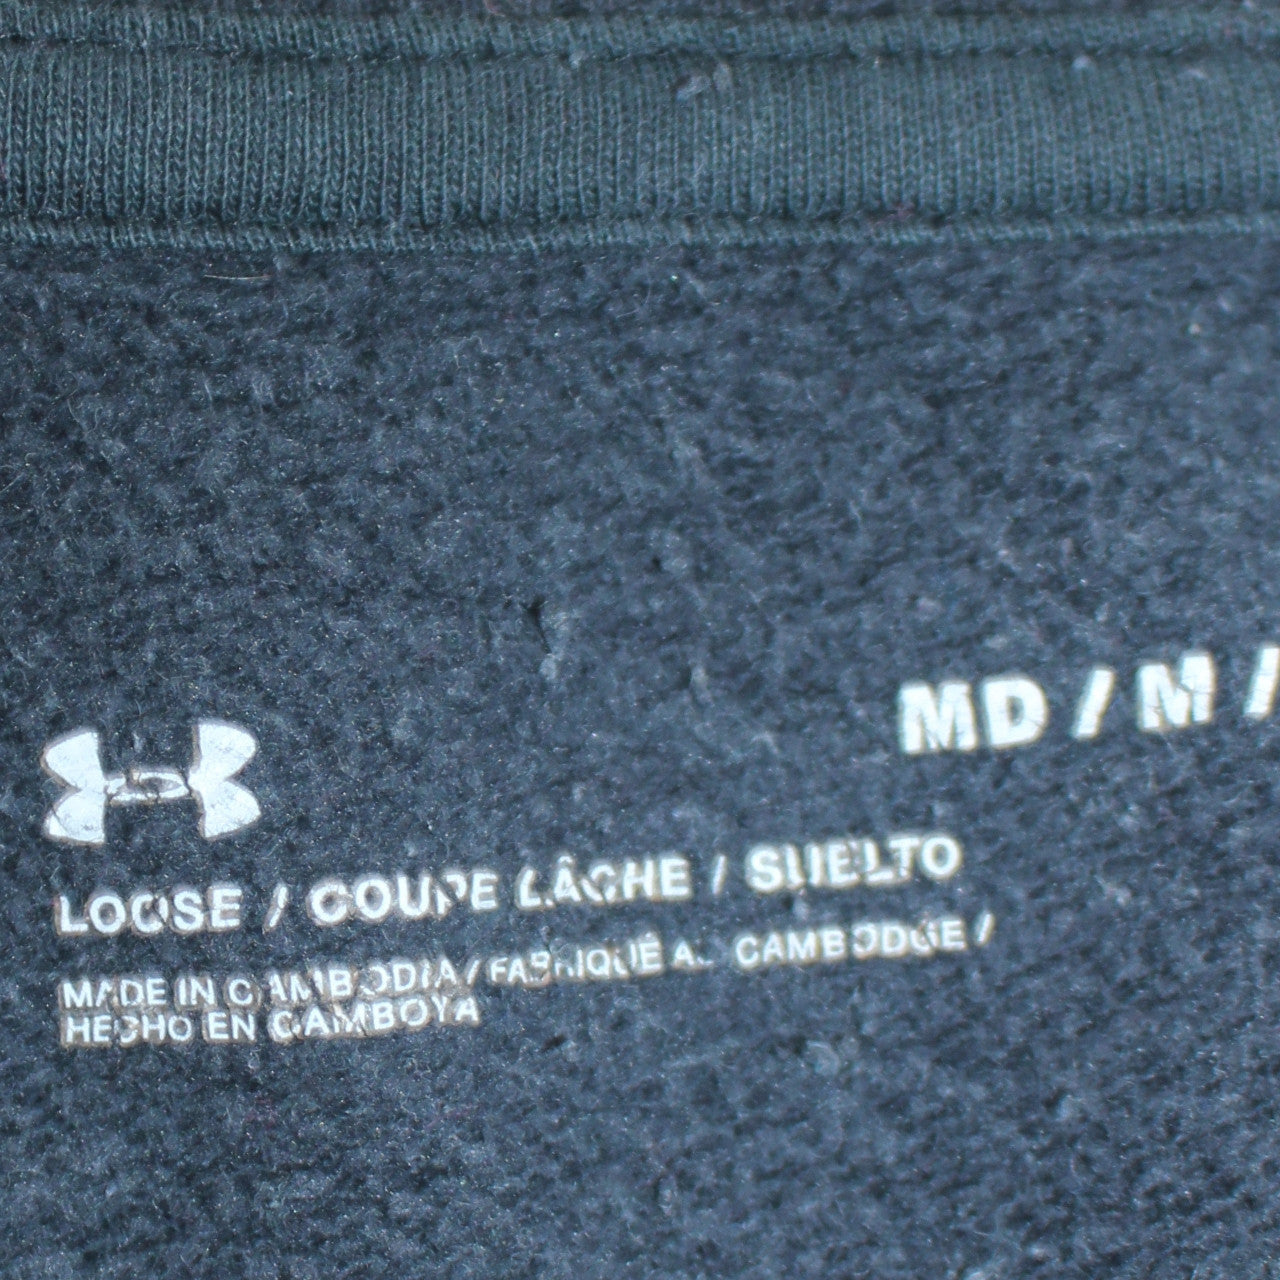 MD / M /
LOOSE / COUPE LÂCHE / SUELTO
MADE IN CAMBODIA / FABRIQUÉ AU CAMBODGE /
HECHO EN CAMBOYA